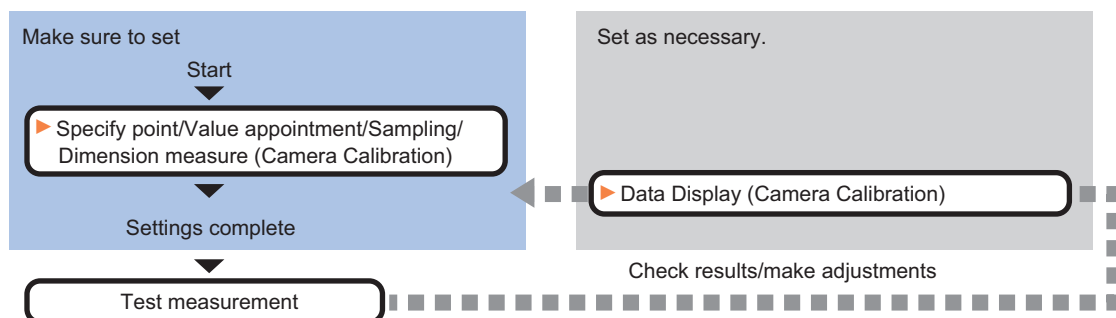 Make sure to set
Start
Specify point/Value appointment/Sampling/
Dimension measure (Camera Calibration)
Settings complete
Test measurement
Set as necessary.
Data Display (Camera Calibration)
Check results/make adjustments